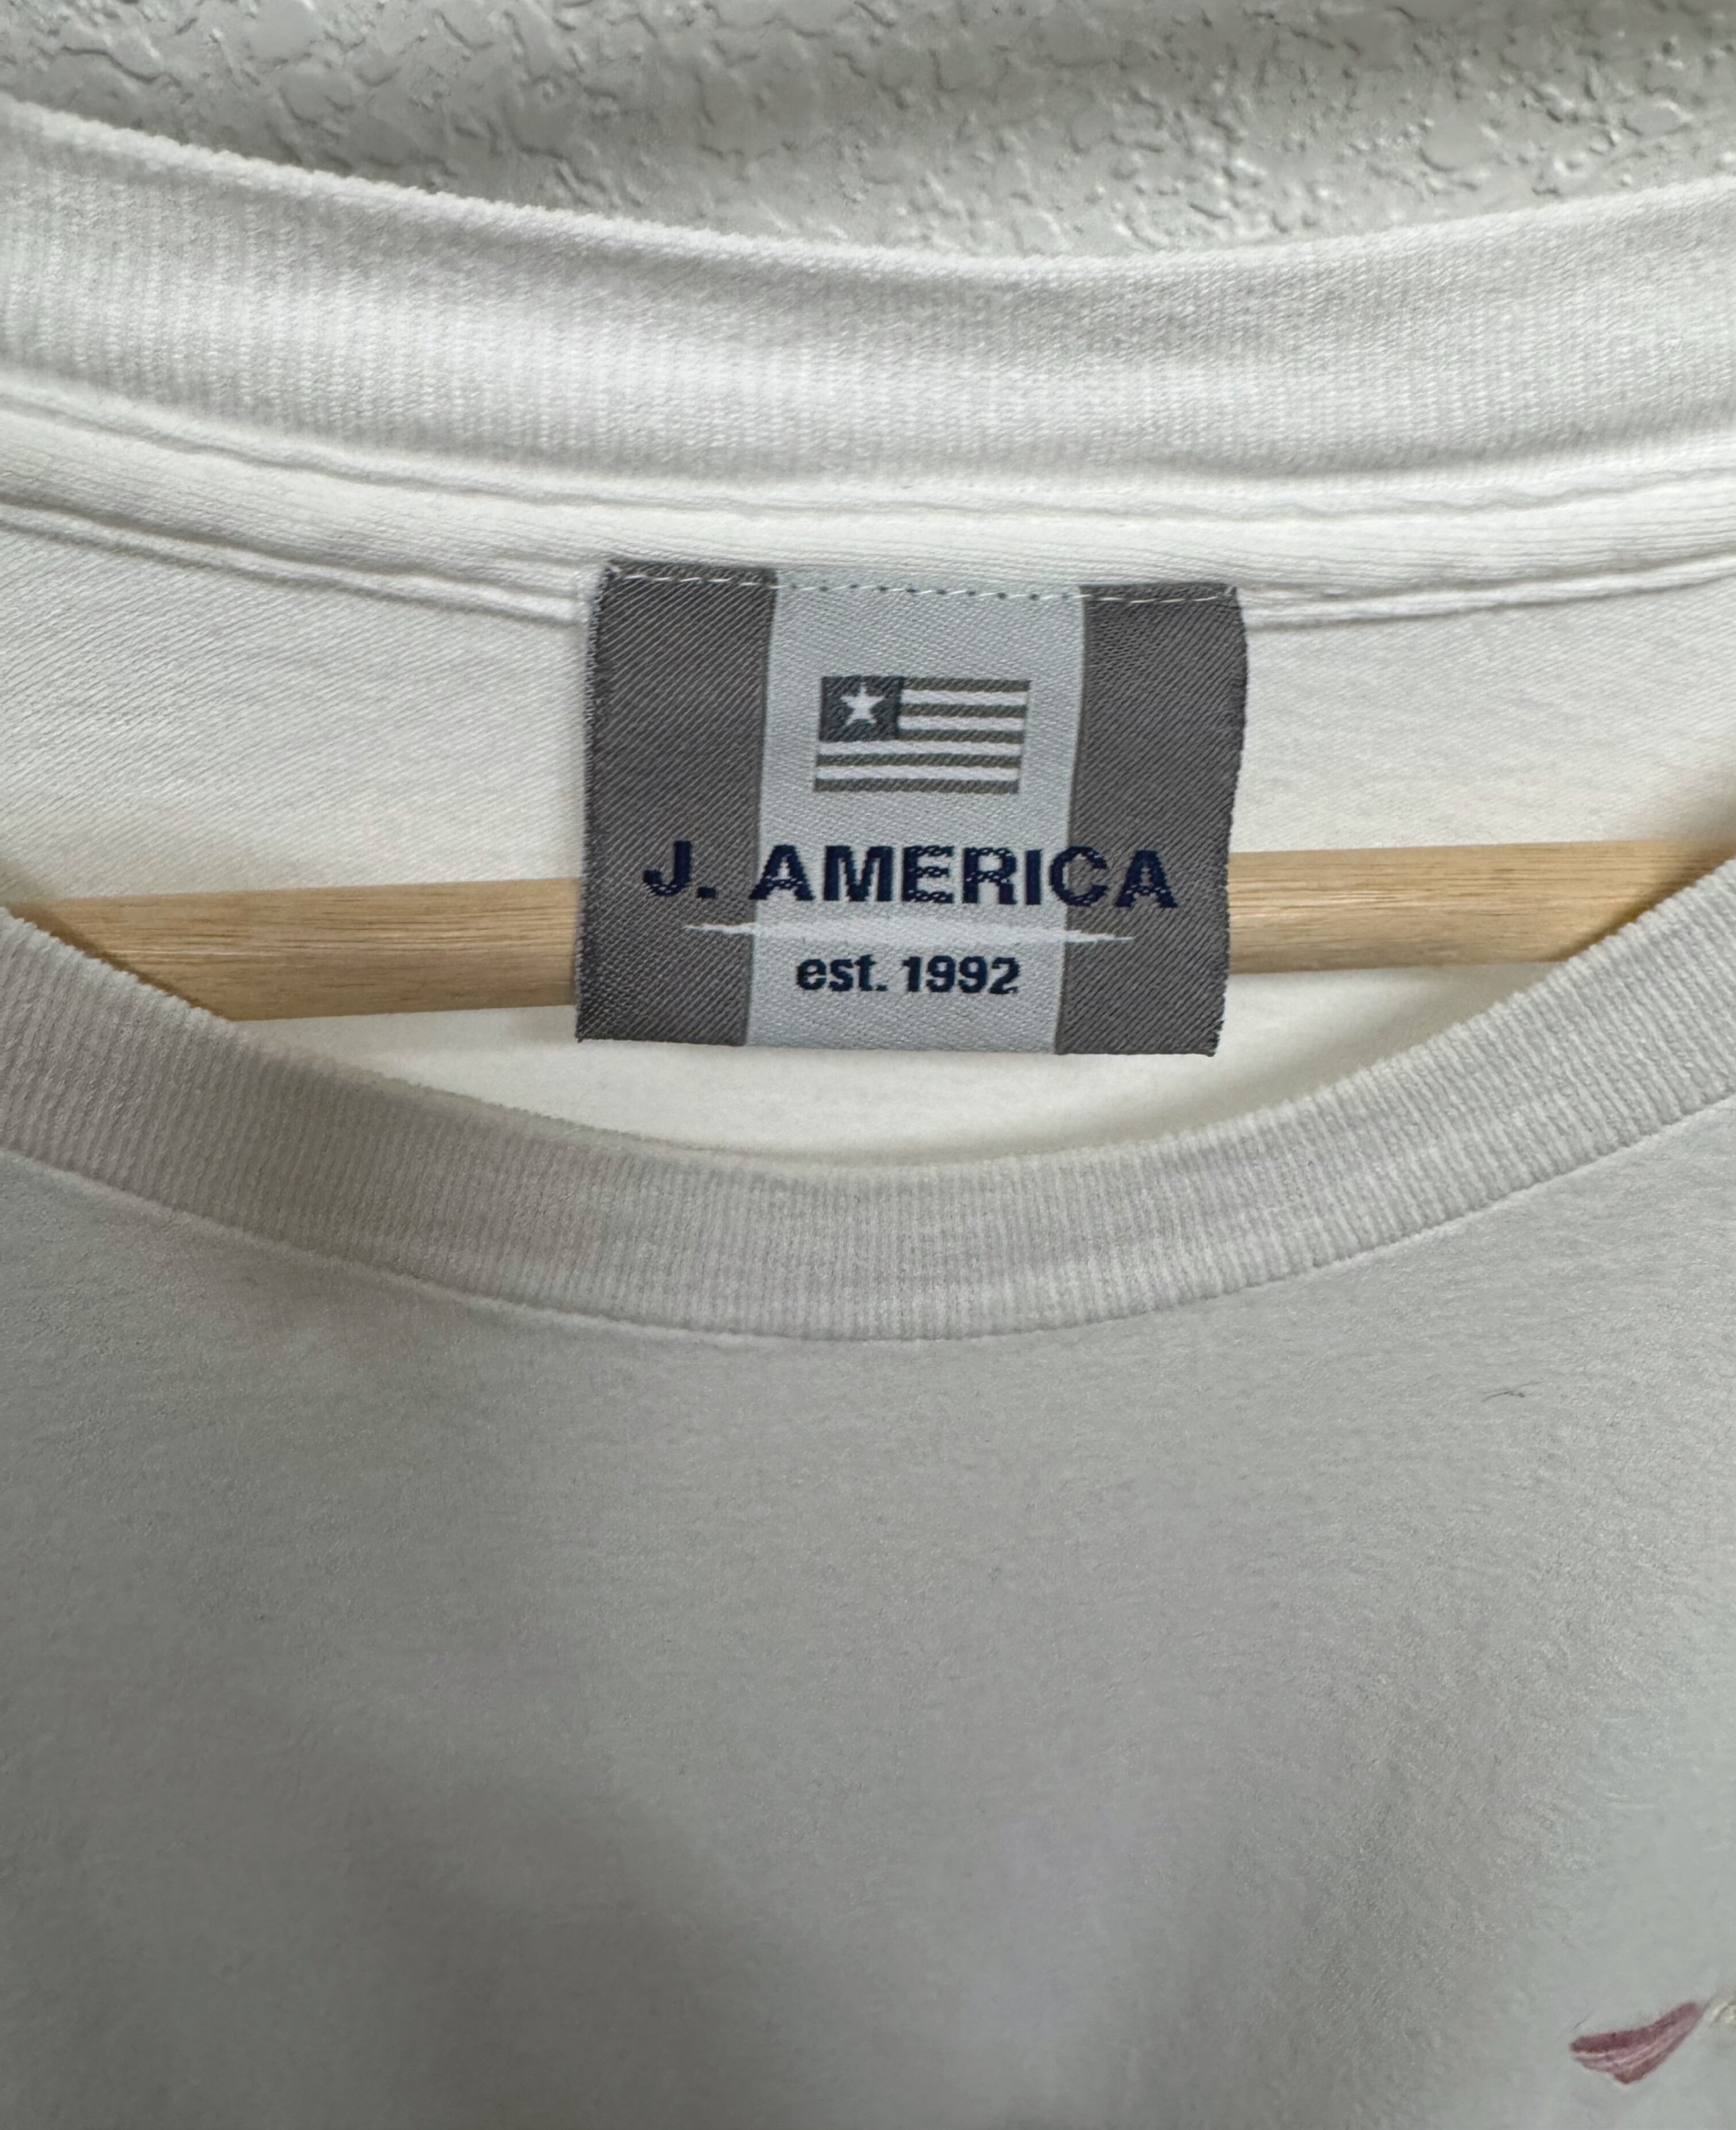 J. AMERICA
est. 1992